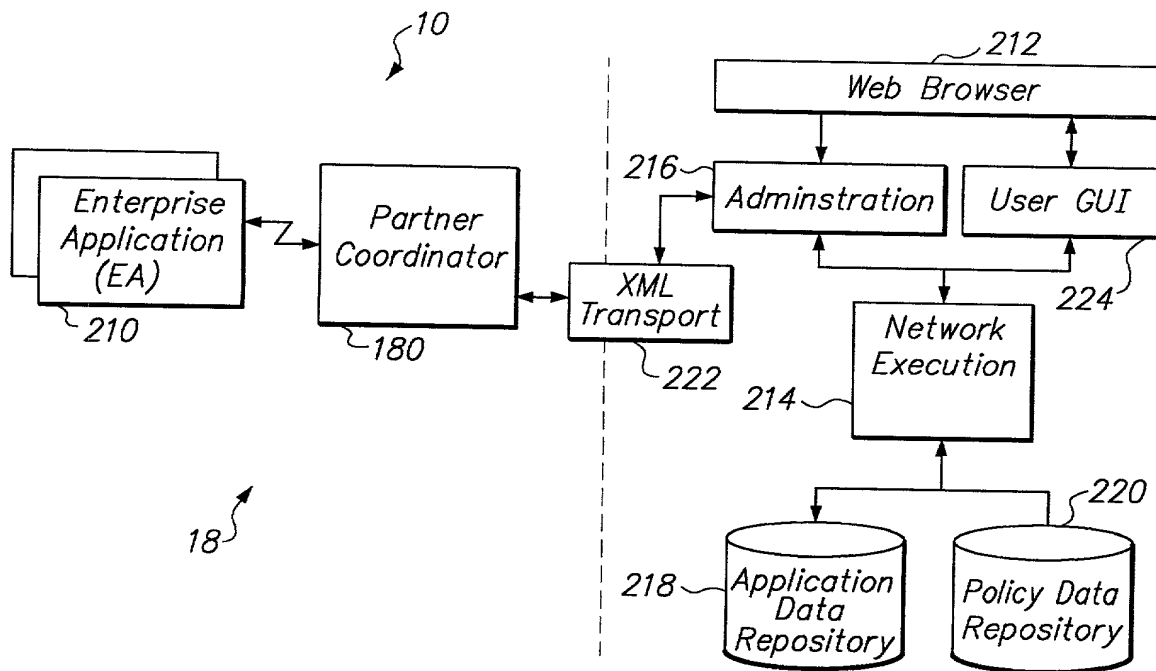 10
212
Web Browser
216
Adminstration
User GUI
224
Enterprise
Application
(EA)
210
Partner
Coordinator
180
XML
Transport
222
Network
Execution
214
18
218
Application
Data
Repository
220
Policy Data
Repository